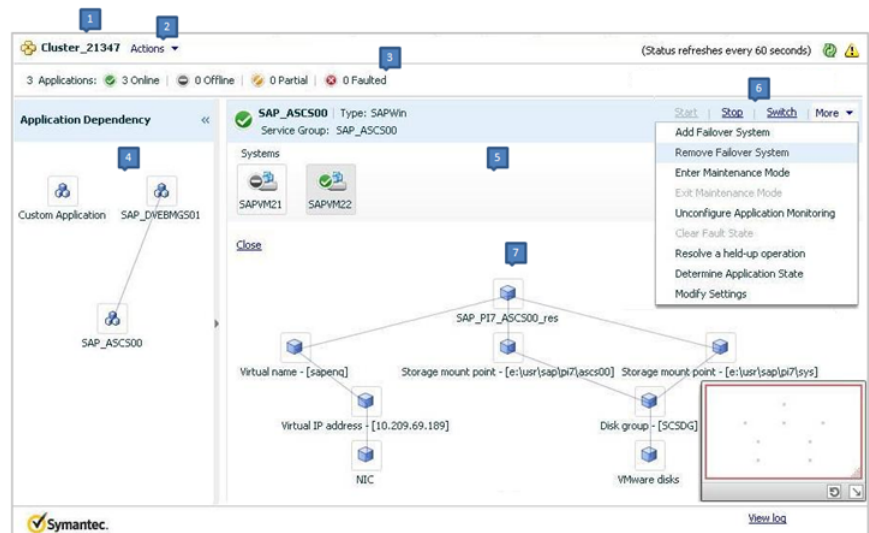 1
2
Cluster_21347 Actions
(Status refreshes every 60 seconds)
3
3 Applications: 3 Online | 0 Offline | 0 Partial | 0 Faulted
6
Application Dependency «
SAP_ASCS00 | Type: SAPWin
Service Group: SAP_ASCS00
Start | Stop | Switch | More
Add Failover System
Remove Failover System
Enter Maintenance Mode
Exit Maintenance Mode
Unconfigure Application Monitoring
Clear Fault State
Resolve a held-up operation
Determine Application State
Modify Settings
4
Custom Application
SAP_DVEBMGS01
SAP_ASCS00
Systems
5
SAPVM21
SAPVM22
Close
7
SAP_PI7_ASCS00_res
Virtual name - [sapenq]
Storage mount point - [e:\usr\sap\pi7\ascs00]
Storage mount point - [e:\usr\sap\pi7\sys]
Virtual IP address - [10.209.69.189]
Disk group - [SCSDG]
NIC
VMware disks
Symantec.
View log